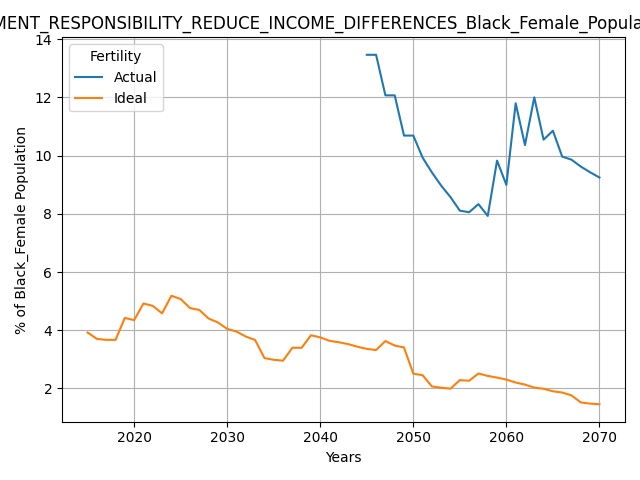 MENT_RESPONSIBILITY_REDUCE_INCOME_DIFFERENCES_Black_Female_Popula
Fertility
Actual
Ideal
14
12
10
8
6
4
2
% of Black_Female Population
2020 2030 2040 2050 2060 2070
Years